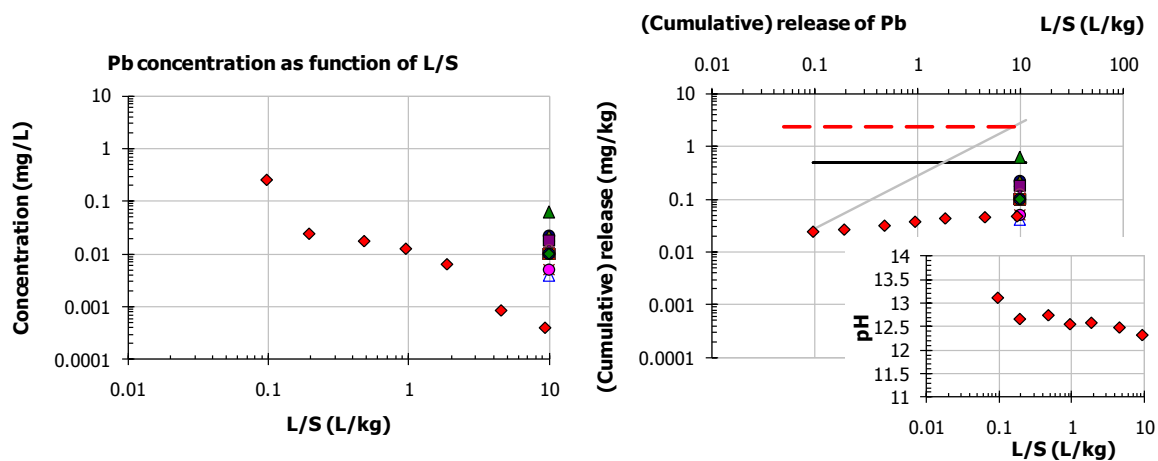 Pb concentration as function of L/S
Concentration (mg/L)
10
1
0.1
0.01
0.001
0.0001
0.01 0.1 1 10
L/S (L/kg)
(Cumulative) release of Pb L/S (L/kg)
0.01 0.1 1 10 100
(Cumulative) release (mg/kg)
10
1
0.1
0.01
0.001
0.0001
pH
14
13.5
13
12.5
12
11.5
11
0.01 0.1 1 10
L/S (L/kg)